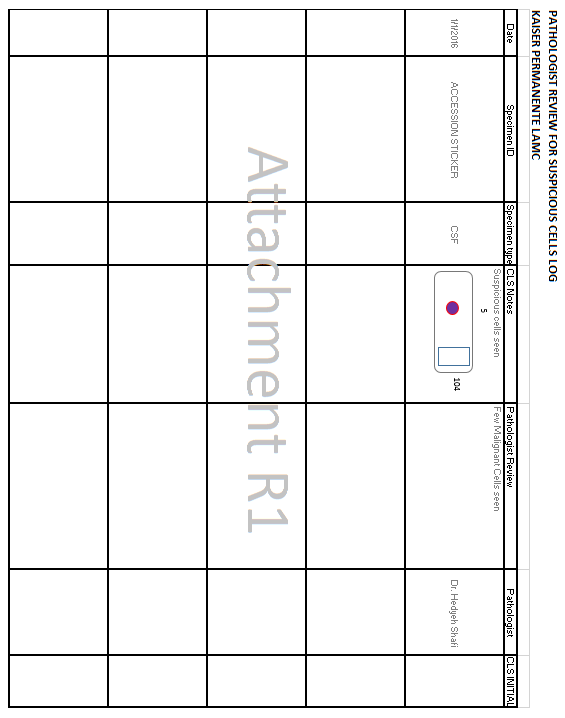 PATHOLOGIST REVIEW FOR SUSPICIOUS CELLS LOG
KAISER PERMANENTE LAMC
Date
Specimen ID
Specimen type
CLS Notes
Pathologist Review
Pathologist
CLS INITIAL
1/1/2016
ACCESSION STICKER
CSF
Suspicious cells seen
5
104
Few Malignant Cells seen
Dr. Hedyeh Shafi
Attachment R1